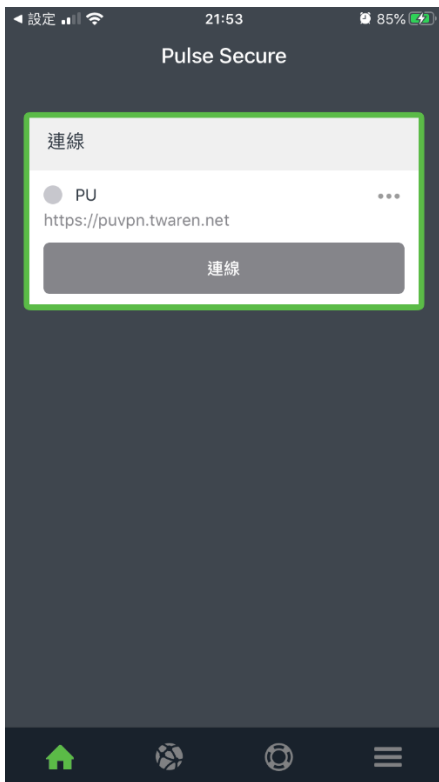 ◀設定 21:53 85%
Pulse Secure
連線
PU
https://puvpn.twaren.net
連線